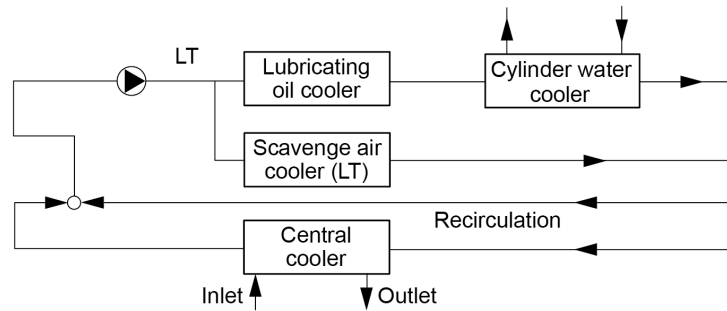 LT
Lubricating
oil cooler
Cylinder water
cooler
Scavenge air
cooler (LT)
Recirculation
Central
cooler
Inlet
Outlet